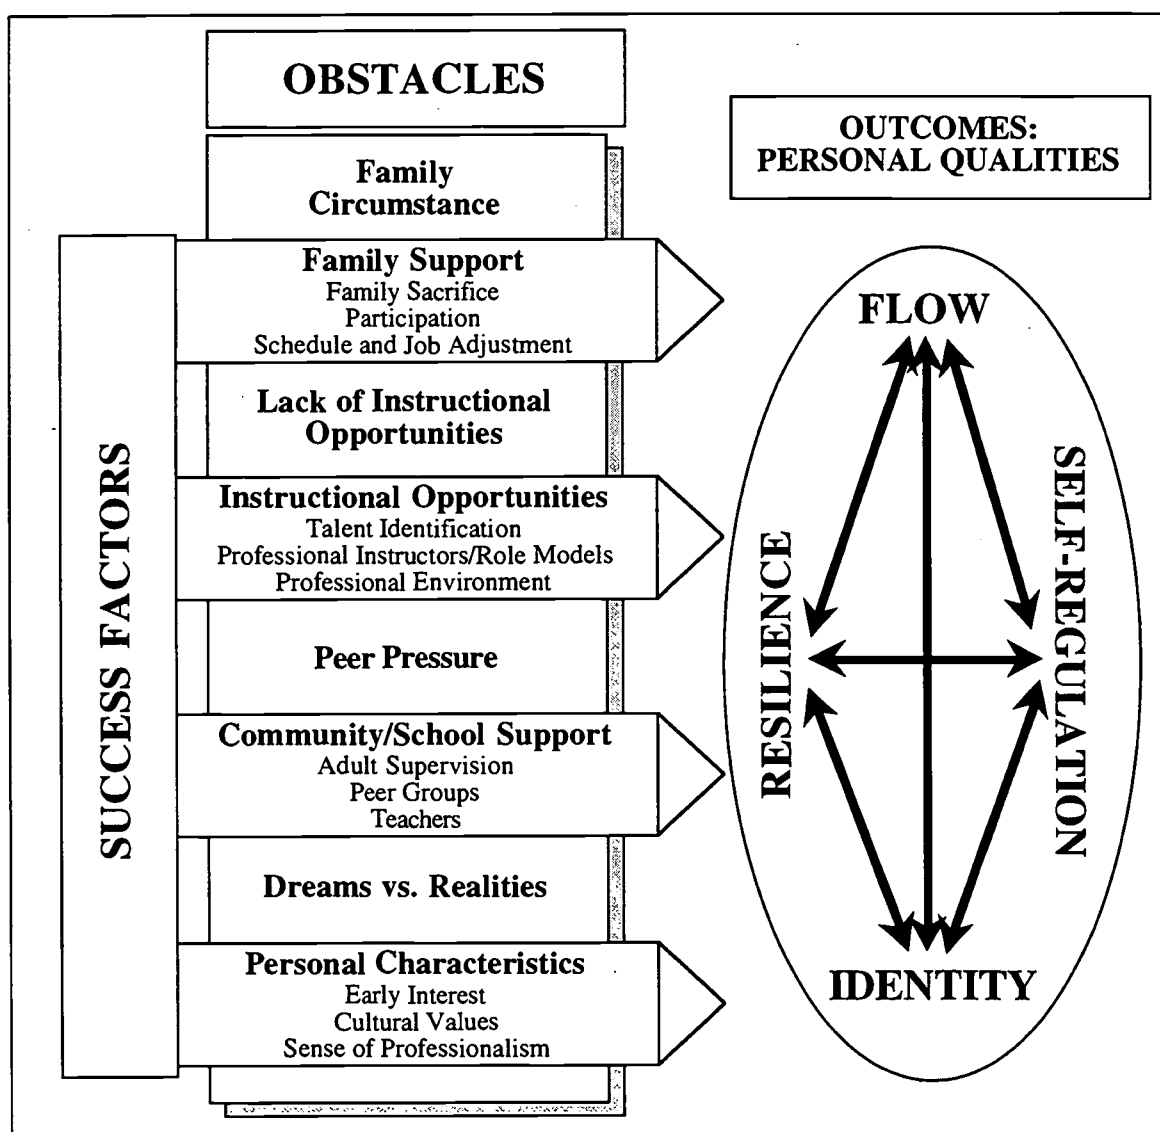 OBSTACLES
Family
Circumstance
Family Support
Family Sacrifice
Participation
Schedule and Job Adjustment
Lack of Instructional
Opportunities
Instructional Opportunities
Talent Identification
Professional Instructors/Role Models
Professional Environment
Peer Pressure
Community/School Support
Adult Supervision
Peer Groups
Teachers
Dreams vs. Realities
Personal Characteristics
Early Interest
Cultural Values
Sense of Professionalism
SUCCESS FACTORS
OUTCOMES:
PERSONAL QUALITIES
FLOW
RESILIENCE
SELF-REGULATION
IDENTITY